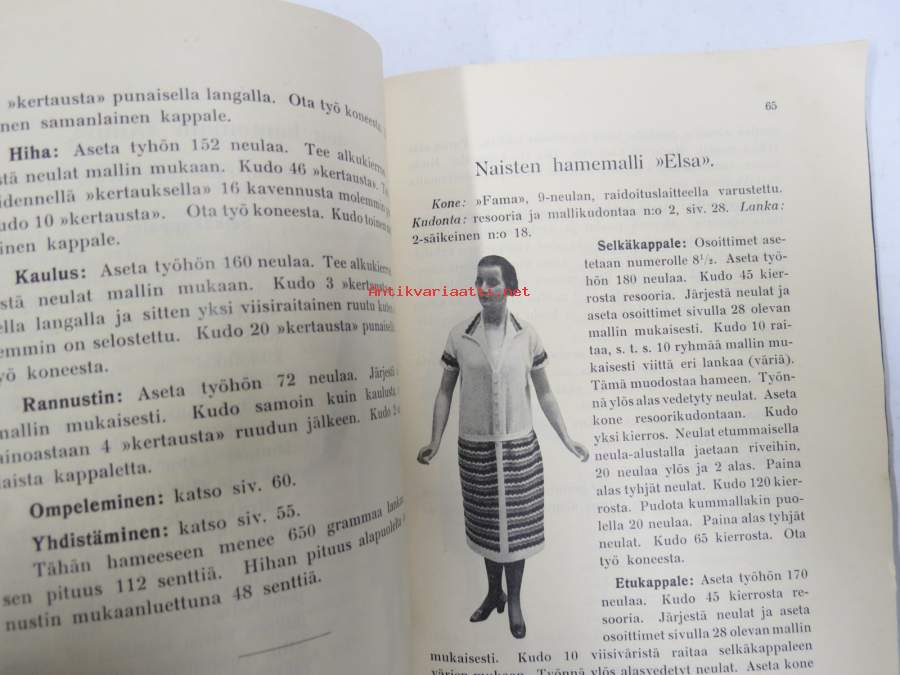 »kertausta» punaisella langalla. Ota työ koneesta.
nen samanlainen kappale.
Hiha: Aseta tyhön 152 neulaa. Tee alkukierros
stä neulat mallin mukaan. Kudo 46 »kertausta».
idennellä »kertauksella» 16 kavennusta molemmin
udo 10 »kertausta». Ota työ koneesta. Kudo toinen
inen kappale.
Kaulus: Aseta työhön 160 neulaa. Tee alkukierros
estä neulat mallin mukaan. Kudo 3 »kertausta»
ella langalla ja sitten yksi viisiraitainen ruutu kuten
emmin on selostettu. Kudo 20 »kertausta» punaisella
yö koneesta.
Rannustin: Aseta työhön 72 neulaa. Järjestä
mallin mukaisesti. Kudo samoin kuin kaulusta,
ainoastaan 4 »kertausta» ruudun jälkeen. Kudo 2
laista kappaletta.
Ompeleminen: katso siv. 60.
Yhdistäminen: katso siv. 55.
Tähän hameeseen menee 650 grammaa lankaa
sen pituus 112 senttiä. Hihan pituus alapuolelta
nustin mukaanluettuna 48 senttiä.
65
Naisten hamemalli »Elsa».
Kone: »Fama», 9-neulan, raidoituslaitteella varustettu.
Kudonta: resooria ja mallikudontaa n:o 2, siv. 28. Lanka:
2-säikeinen n:o 18.
Selkäkappale: Osoittimet ase-
tetaan numerolle 8½. Aseta työ-
hön 180 neulaa. Kudo 45 kier-
rosta resooria. Järjestä neulat ja
aseta osoittimet sivulla 28 olevan
mallin mukaisesti. Kudo 10 rai-
taa, s. t. s. 10 ryhmää mallin mu-
kaisesti viittä eri lankaa (väriä).
Tämä muodostaa hameen. Työn-
nä ylös alas vedetyty neulat. Aseta
kone resoorikudontaan. Kudo
yksi kierros. Neulat etummaisella
neula-alustalla jaetaan riveihin,
20 neulaa ylös ja 2 alas. Paina
alas tyhjät neulat. Kudo 120 kier-
rosta. Pudota kummallakin puo-
lella 20 neulaa. Paina alas tyhjät
neulat. Kudo 65 kierrosta. Ota
työ koneesta.
Etukappale: Aseta työhön 170
neulaa. Kudo 45 kierrosta re-
sooria. Järjestä neulat ja aseta
osoittimet sivulla 28 olevan mallin
mukaisesti. Kudo 10 viisiväristä raitaa selkäkappaleen
värien mukaan. Työnnä ylös alasvedetyt neulat. Aseta kone
Antikvariaatti.net